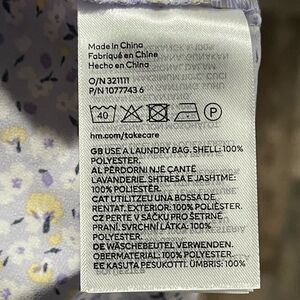 Made in China
Fabriqué en Chine
Hecho en China
O/N 321111
P/N 1077743 6
40
hm.com/takecare
GB USE A LAUNDRY BAG. SHELL: 100%
POLYESTER.
AL PËRDORNI NJË ÇANTË
LAVANDERIE. SHTRESA E JASHTME:
100% POLIESTËR.
CAT UTILITZEU UNA BOSSA DE
RENTAT. EXTERIOR: 100% POLIÈSTER.
CZ PERTE V SÁČKU PRO ŠETRNÉ
PRANÍ. SVRCHNÍ LÁTKA: 100%
POLYESTER.
DE WÄSCHEBEUTEL VERWENDEN.
OBERMATERIAL: 100% POLYESTER
EE KASUTA PESUKOTTI. ÜMBRIS: 100%